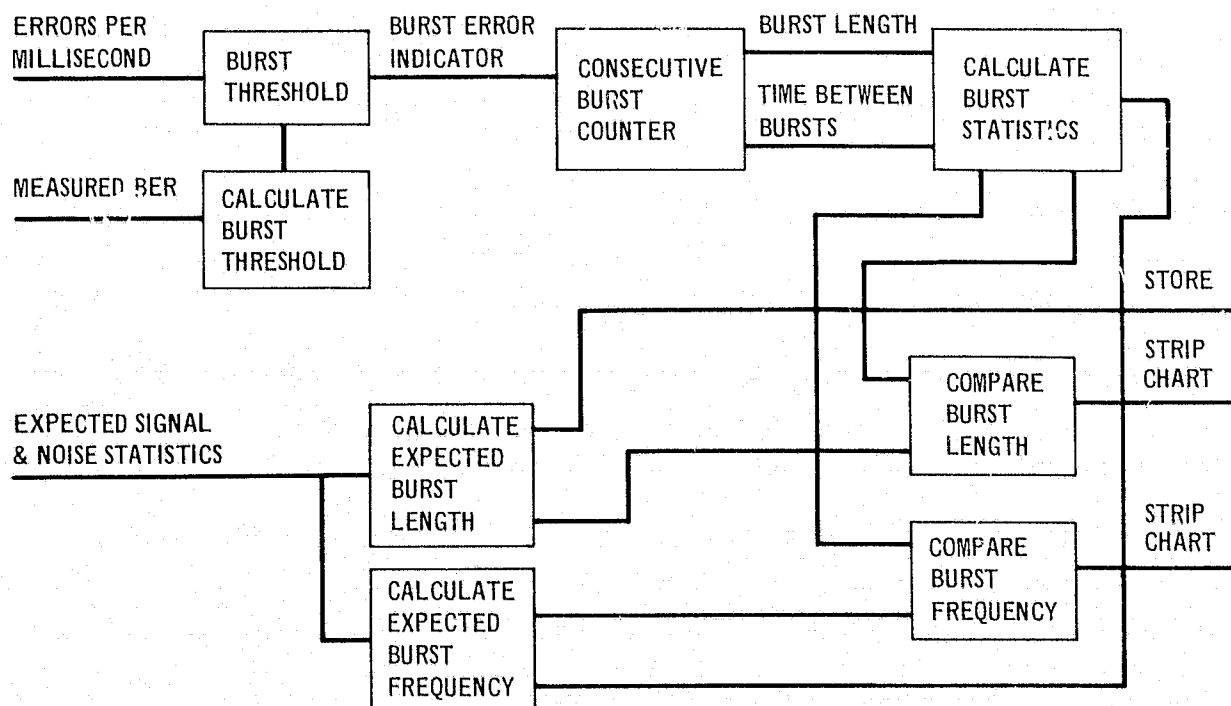 ERRORS PER
MILLISECOND
BURST
THRESHOLD
BURST ERROR
INDICATOR
CONSECUTIVE
BURST
COUNTER
BURST LENGTH
TIME BETWEEN
BURSTS
CALCULATE
BURST
STATISTICS
MEASURED BER
CALCULATE
BURST
THRESHOLD
STORE
STRIP
CHART
COMPARE
BURST
LENGTH
EXPECTED SIGNAL
& NOISE STATISTICS
CALCULATE
EXPECTED
BURST
LENGTH
STRIP
CHART
COMPARE
BURST
FREQUENCY
CALCULATE
EXPECTED
BURST
FREQUENCY